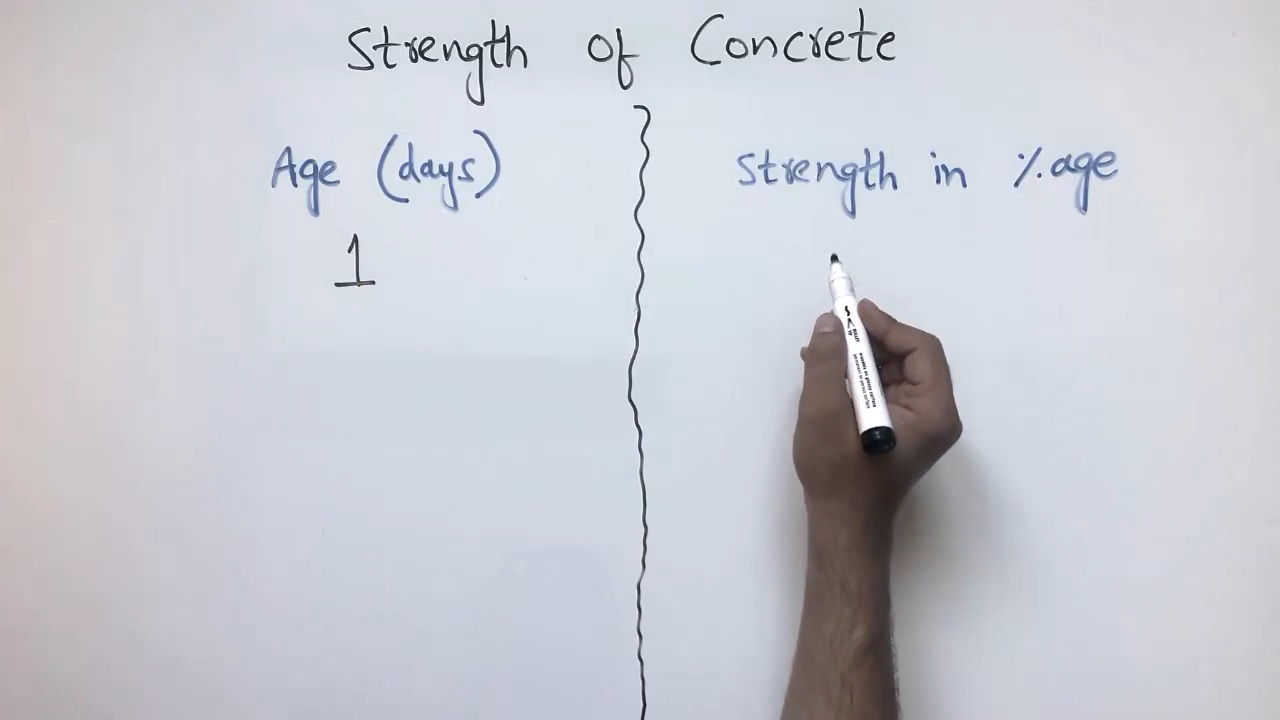 Strength of Concrete
Age (days)
Strength in %age
1